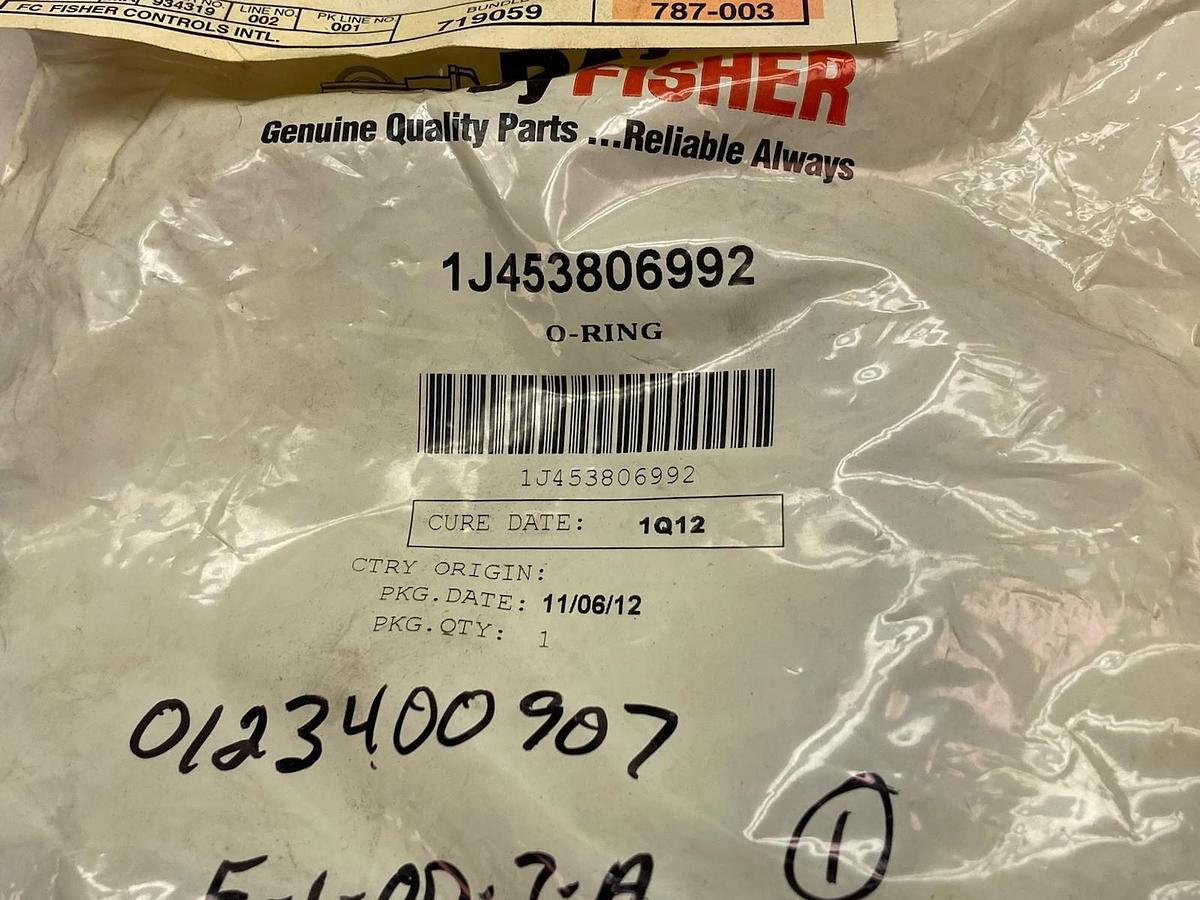 934319 LINE NO 002 PK LINE NO 001 719059 787-003
FC FISHER CONTROLS INTL.
By FISHER
Genuine Quality Parts ...Reliable Always
1J453806992
O-RING
1J453806992
CURE DATE: 1Q12
CTRY ORIGIN:
PKG.DATE: 11/06/12
PKG.QTY: 1
0123400907
1